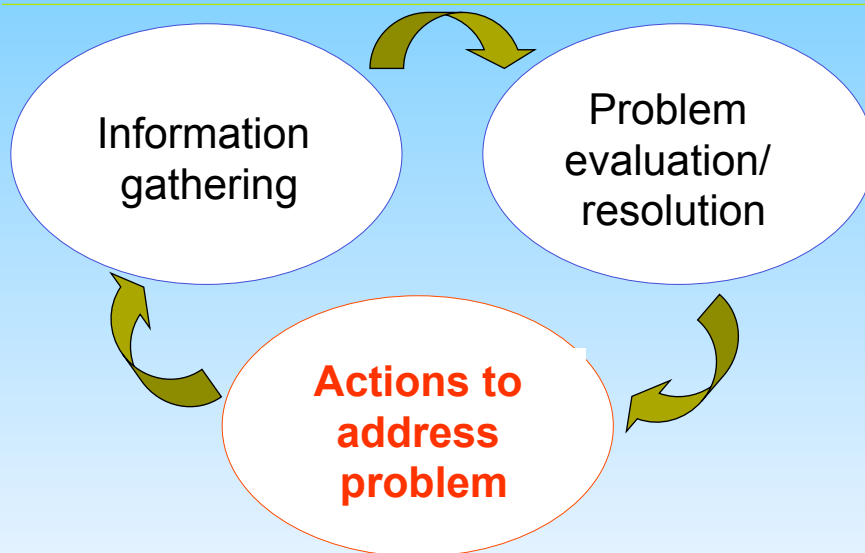 Information
gathering
Problem
evaluation/
resolution
Actions to
address
problem